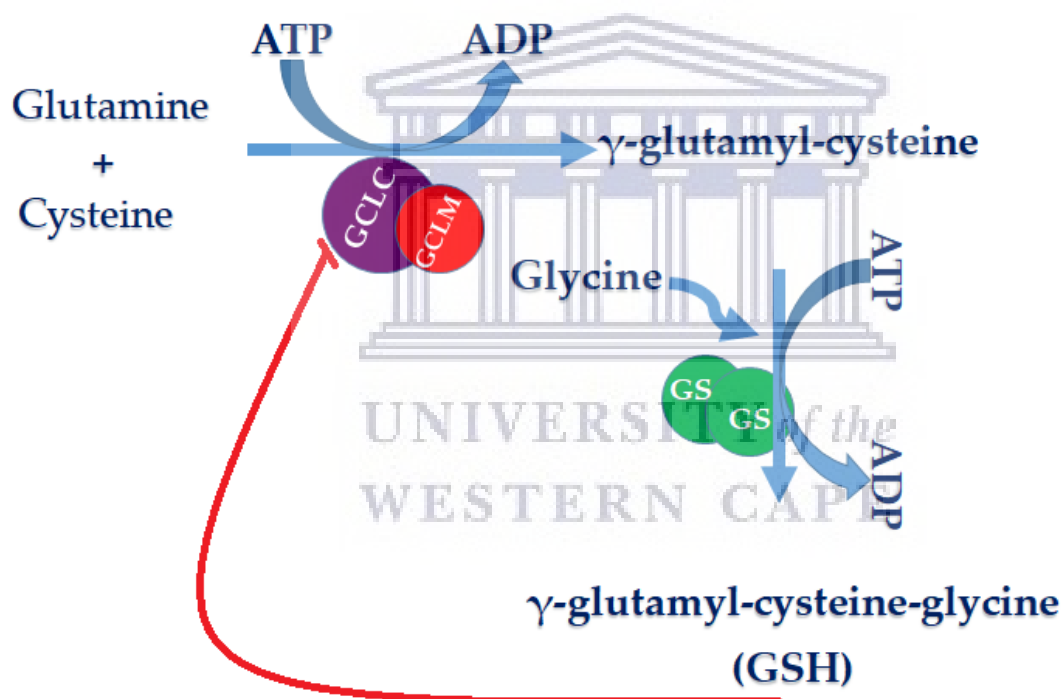 ATP ADP
Glutamine
+
Cysteine
γ-glutamyl-cysteine
GCLC
GCLM
Glycine
ATP
GS
GS
ADP
UNIVERSITY of the
WESTERN CAPE
γ-glutamyl-cysteine-glycine
(GSH)